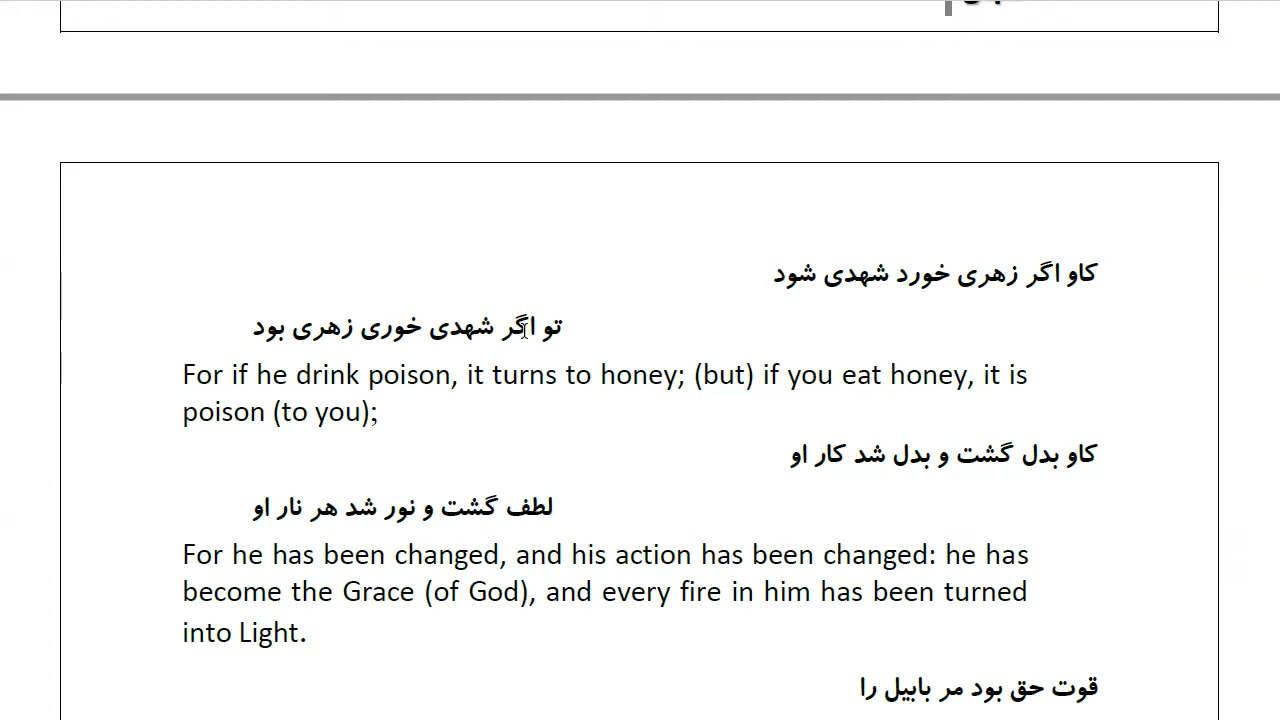 کاو اگر زهری خورد شهدی شود
تو اگر شهدی خوری زهری بود
For if he drink poison, it turns to honey; (but) if you eat honey, it is
poison (to you);
کاو بدل گشت و بدل شد کار او
لطف گشت و نور شد هر نار او
For he has been changed, and his action has been changed: he has
become the Grace (of God), and every fire in him has been turned
into Light.
قوت حق بود مر بابیل را